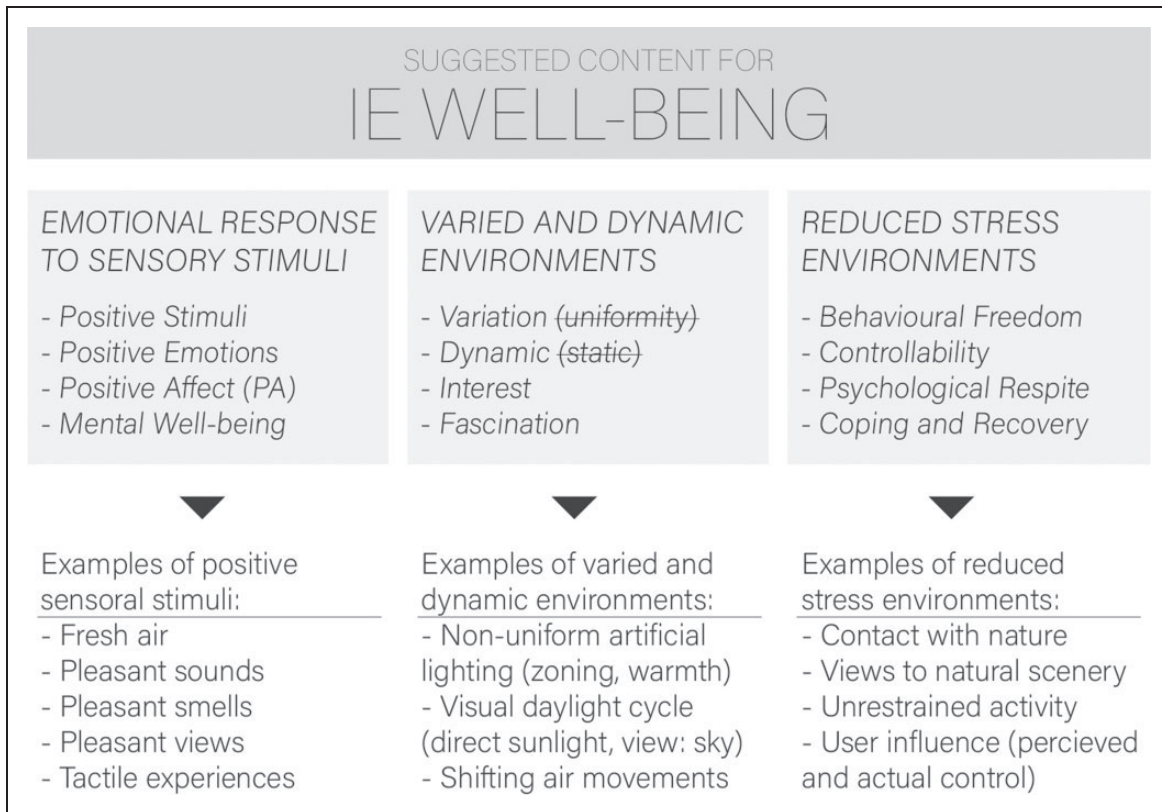 SUGGESTED CONTENT FOR
IE WELL-BEING
EMOTIONAL RESPONSE
TO SENSORY STIMULI
- Positive Stimuli
- Positive Emotions
- Positive Affect (PA)
- Mental Well-being
VARIED AND DYNAMIC
ENVIRONMENTS
- Variation (uniformity)
- Dynamic (static)
- Interest
- Fascination
REDUCED STRESS
ENVIRONMENTS
- Behavioural Freedom
- Controllability
- Psychological Respite
- Coping and Recovery
Examples of positive
sensoral stimuli:
- Fresh air
- Pleasant sounds
- Pleasant smells
- Pleasant views
- Tactile experiences
Examples of varied and
dynamic environments:
- Non-uniform artificial
lighting (zoning, warmth)
- Visual daylight cycle
(direct sunlight, view: sky)
- Shifting air movements
Examples of reduced
stress environments:
- Contact with nature
- Views to natural scenery
- Unrestrained activity
- User influence (percieved
and actual control)